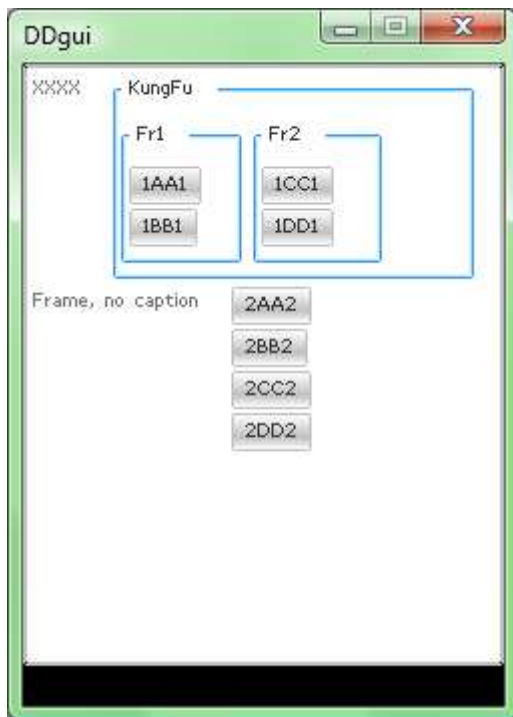 DDgui
XXXX KungFu
Fr1 Fr2
1AA1 1CC1
1BB1 1DD1
Frame, no caption 2AA2
2BB2
2CC2
2DD2